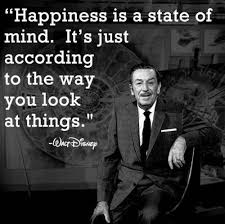 “Happiness is a state of
mind.  It’s just
according
to the way
you look
at things."
-Walt Disney